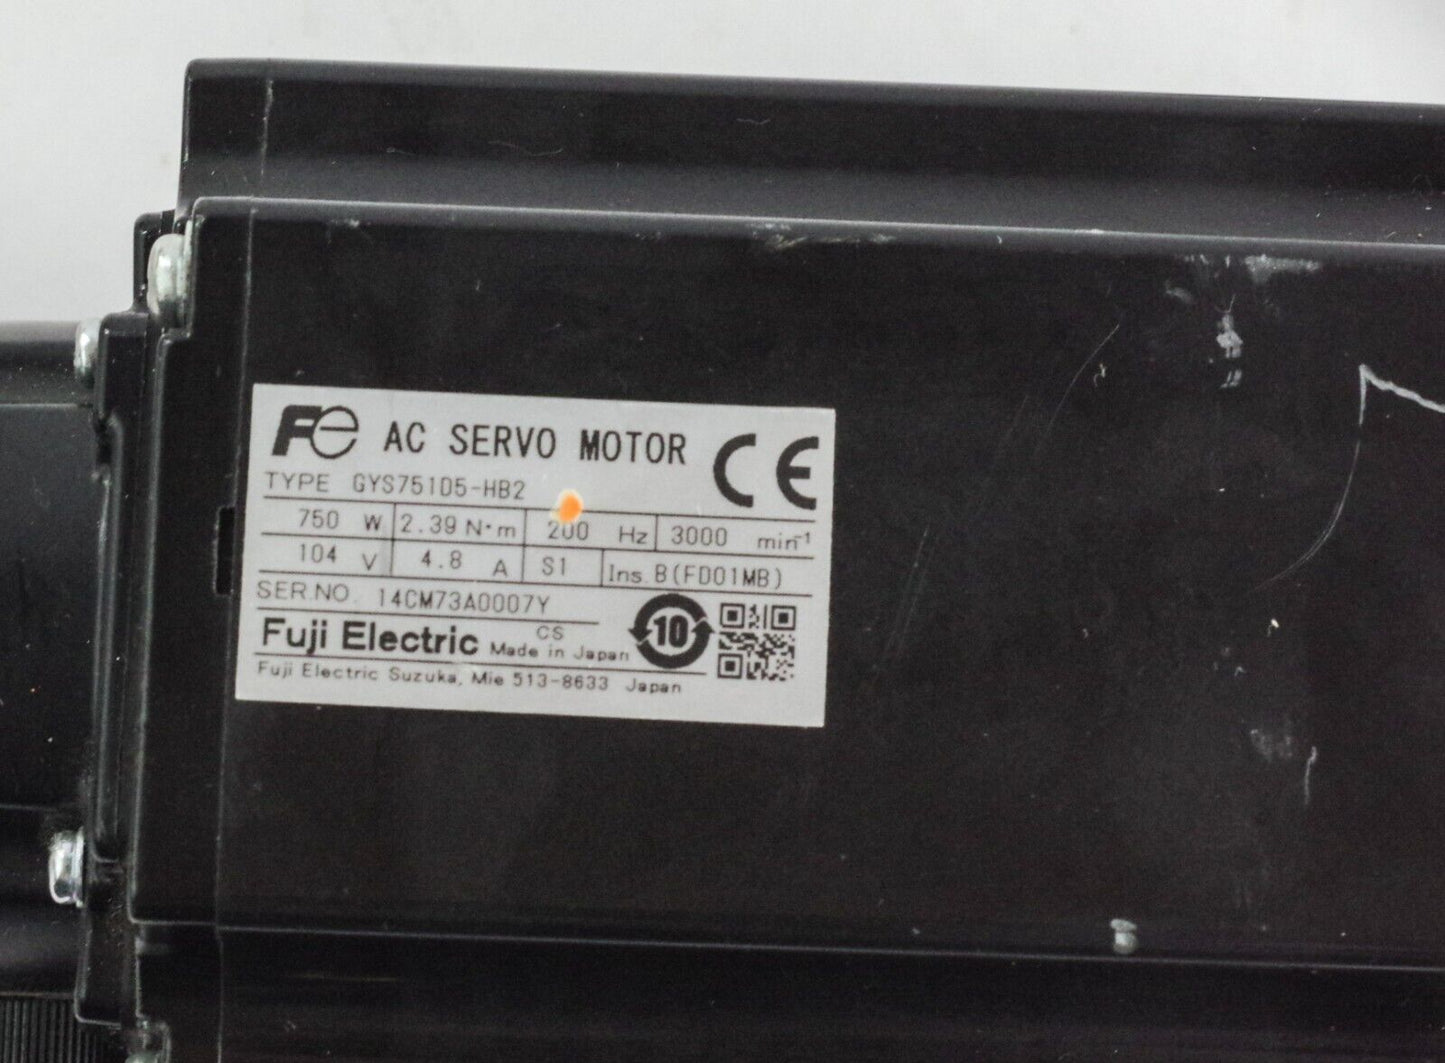 Fe AC SERVO MOTOR CE
TYPE GYS751D5-HB2
750 W 2.39 N·m 200 Hz 3000 min⁻¹
104 V 4.8 A S1 Ins. B(FD01MB)
SER.NO. 14CM73A0007Y
CS
Fuji Electric Made in Japan 10
Fuji Electric Suzuka, Mie 513-8633 Japan